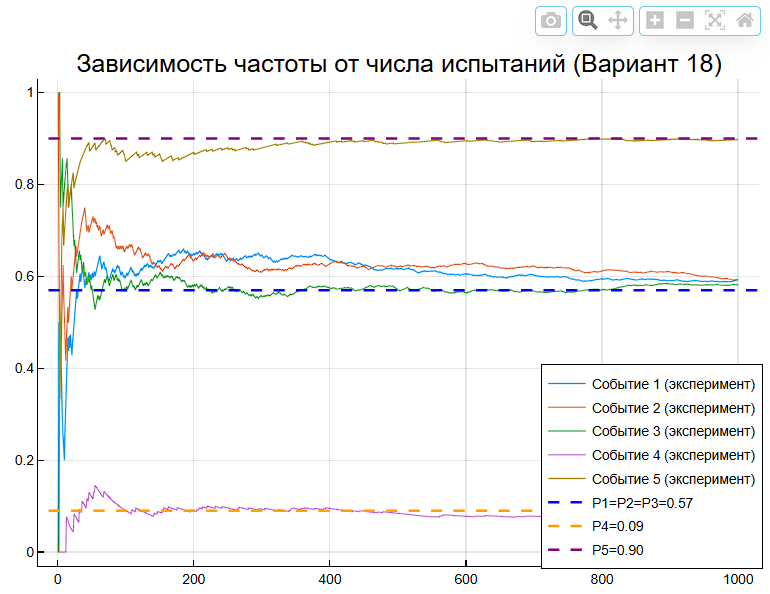 Зависимость частоты от числа испытаний (Вариант 18)
1
0.8
0.6
0.4
0.2
0
0 200 400 600 800 1000
Событие 1 (эксперимент)
Событие 2 (эксперимент)
Событие 3 (эксперимент)
Событие 4 (эксперимент)
Событие 5 (эксперимент)
P1=P2=P3=0.57
P4=0.09
P5=0.90